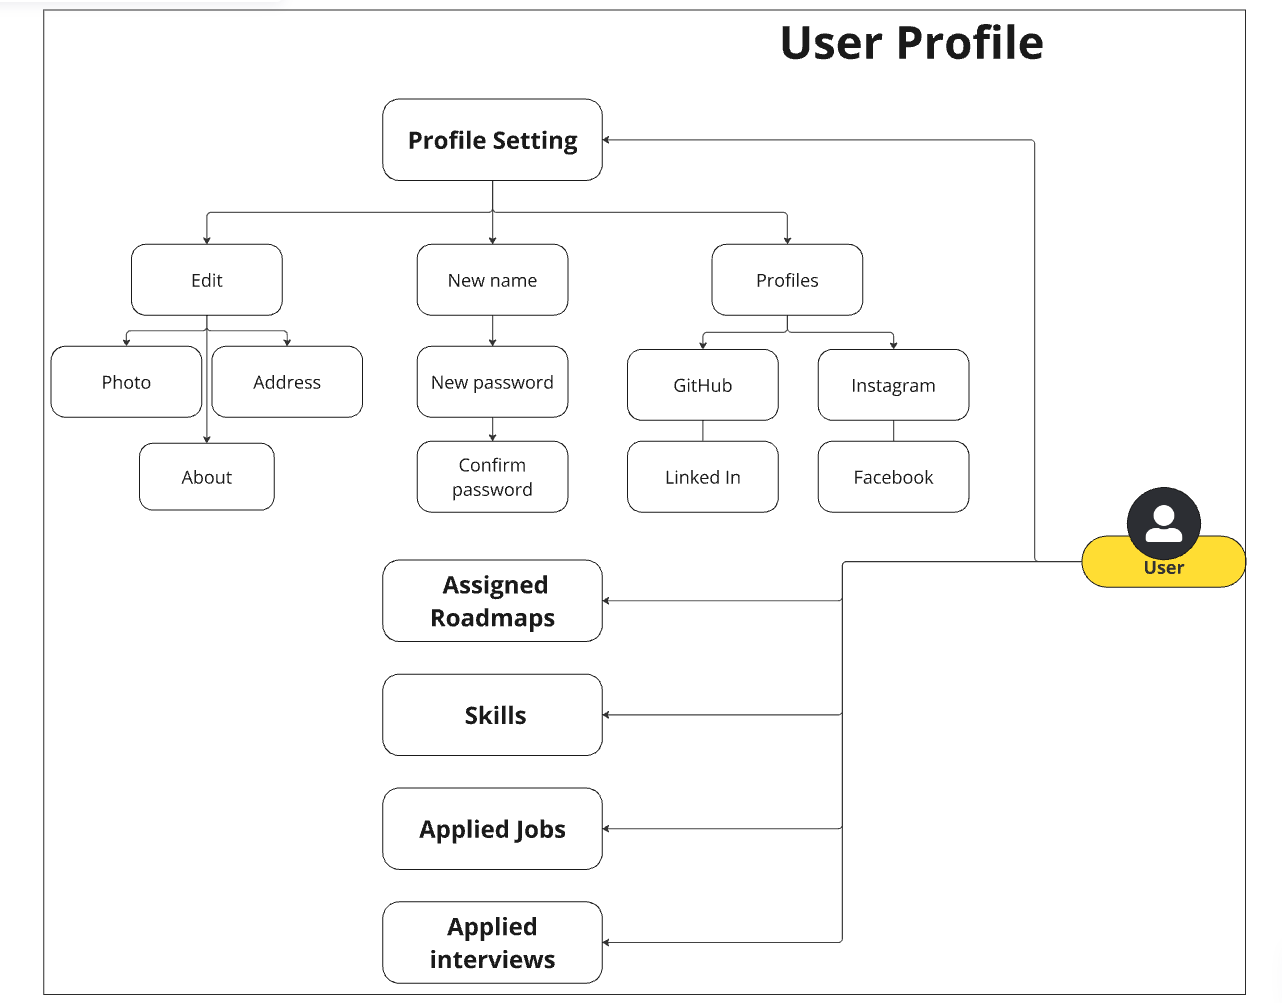 User Profile
Profile Setting
Edit
New name
Profiles
Photo
Address
New password
GitHub
Instagram
About
Confirm
password
Linked In
Facebook
User
Assigned
Roadmaps
Skills
Applied Jobs
Applied
interviews